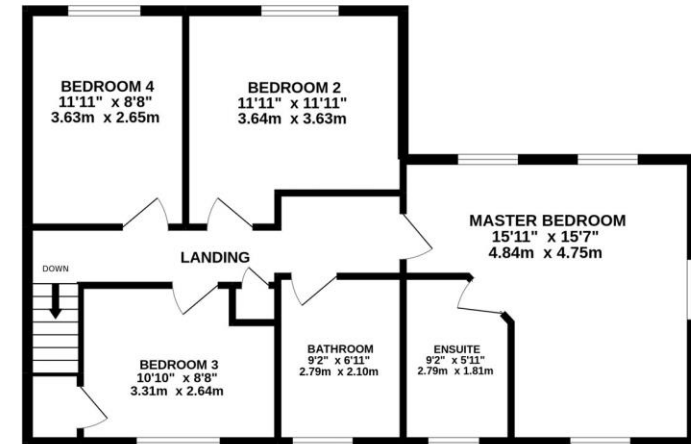 BEDROOM 4
11'11" x 8'8"
3.63m x 2.65m
BEDROOM 2
11'11" x 11'11"
3.64m x 3.63m
MASTER BEDROOM
15'11" x 15'7"
4.84m x 4.75m
LANDING
DOWN
BEDROOM 3
10'10" x 8'8"
3.31m x 2.64m
BATHROOM
9'2" x 6'11"
2.79m x 2.10m
ENSUITE
9'2" x 5'11"
2.79m x 1.81m